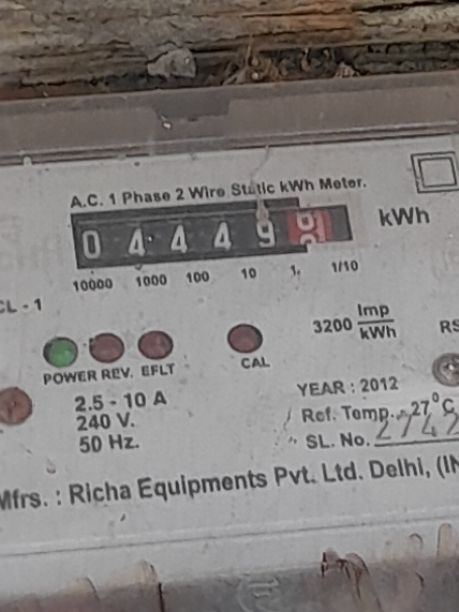 A.C. 1 Phase 2 Wire Static kWh Meter.
0 4 4 4 9
kWh
10000 1000 100 10 1. 1/10
CL - 1
3200 Imp/kWh
RS
POWER REV. EFLT CAL
2.5 - 10 A
240 V.
50 Hz.
YEAR : 2012
Ref. Temp. 27°C
SL. No.
Mfrs. : Richa Equipments Pvt. Ltd. Delhi, (IN